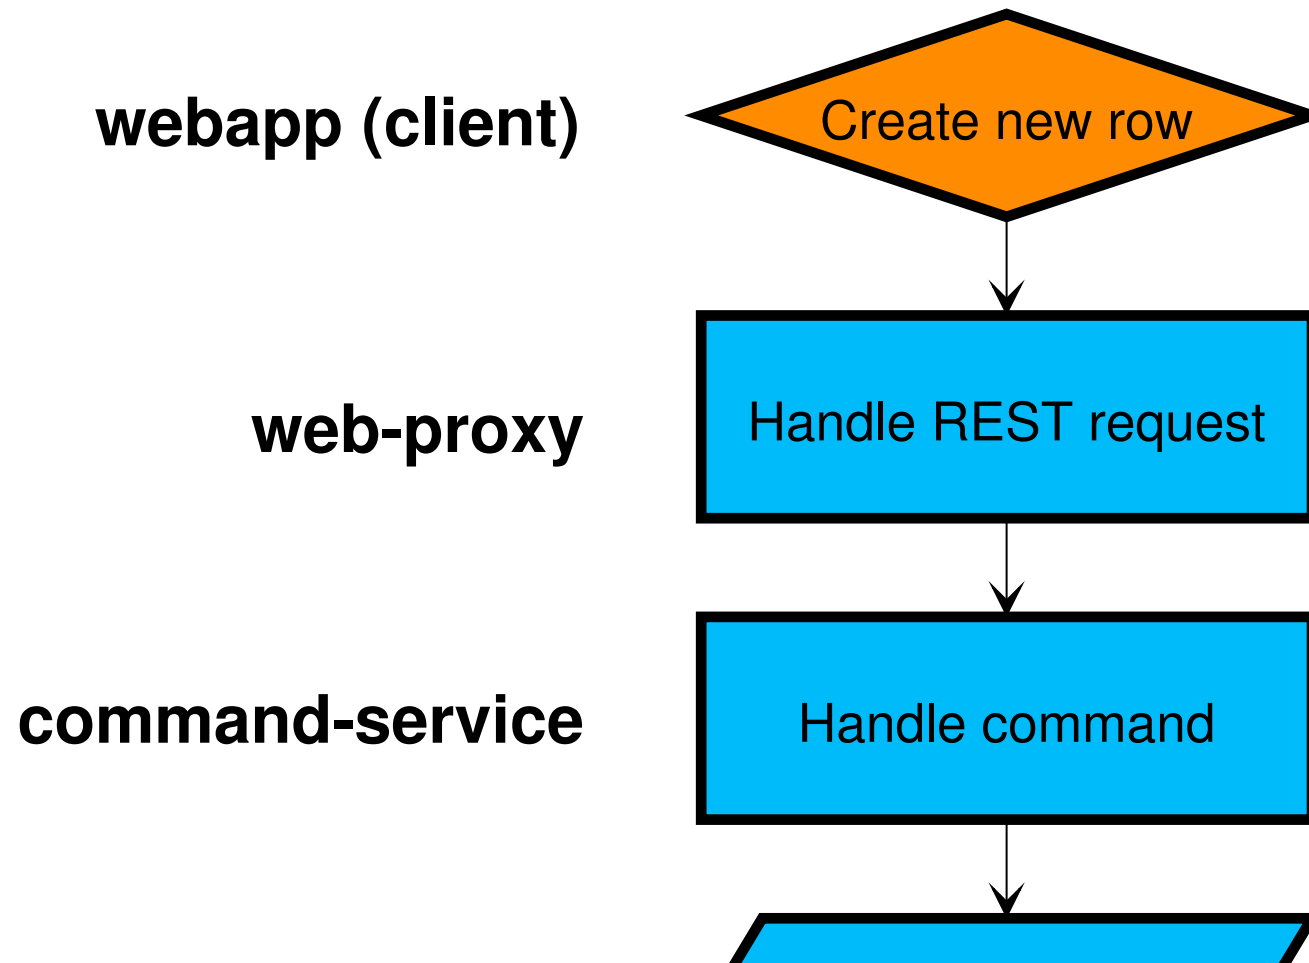 webapp (client)
Create new row
web-proxy
Handle REST request
command-service
Handle command